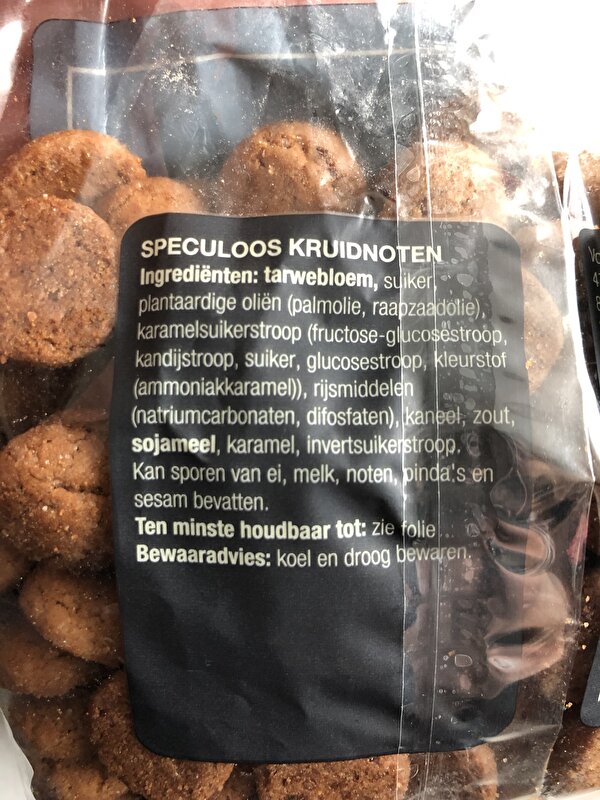 SPECULOOS KRUIDNOTEN
Ingrediënten: tarwebloem, suiker,
plantaardige oliën (palmolie, raapzaadolie),
karamelsuikerstroop (fructose-glucosestroop,
kandijstroop, suiker, glucosestroop, kleurstof
(ammoniakkaramel)), rijsmiddelen
(natriumcarbonaten, difosfaten), kaneel, zout,
sojameel, karamel, invertsuikerstroop.
Kan sporen van ei, melk, noten, pinda's en
sesam bevatten.
Ten minste houdbaar tot: zie folie
Bewaaradvies: koel en droog bewaren.